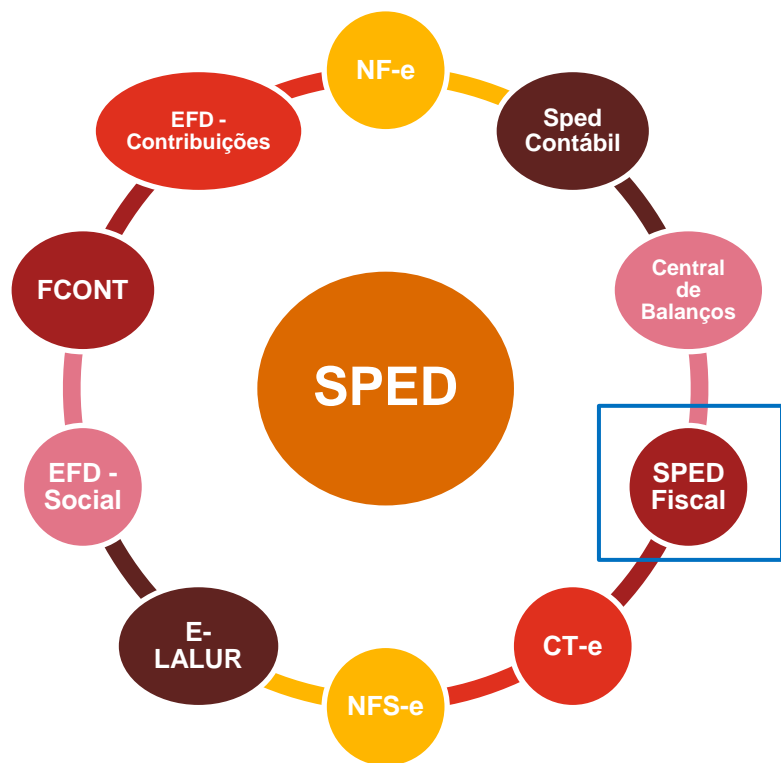 NF-e
Sped
Contábil
Central
de
Balanços
SPED
Fiscal
CT-e
NFS-e
E-
LALUR
EFD -
Social
FCONT
EFD -
Contribuições
SPED